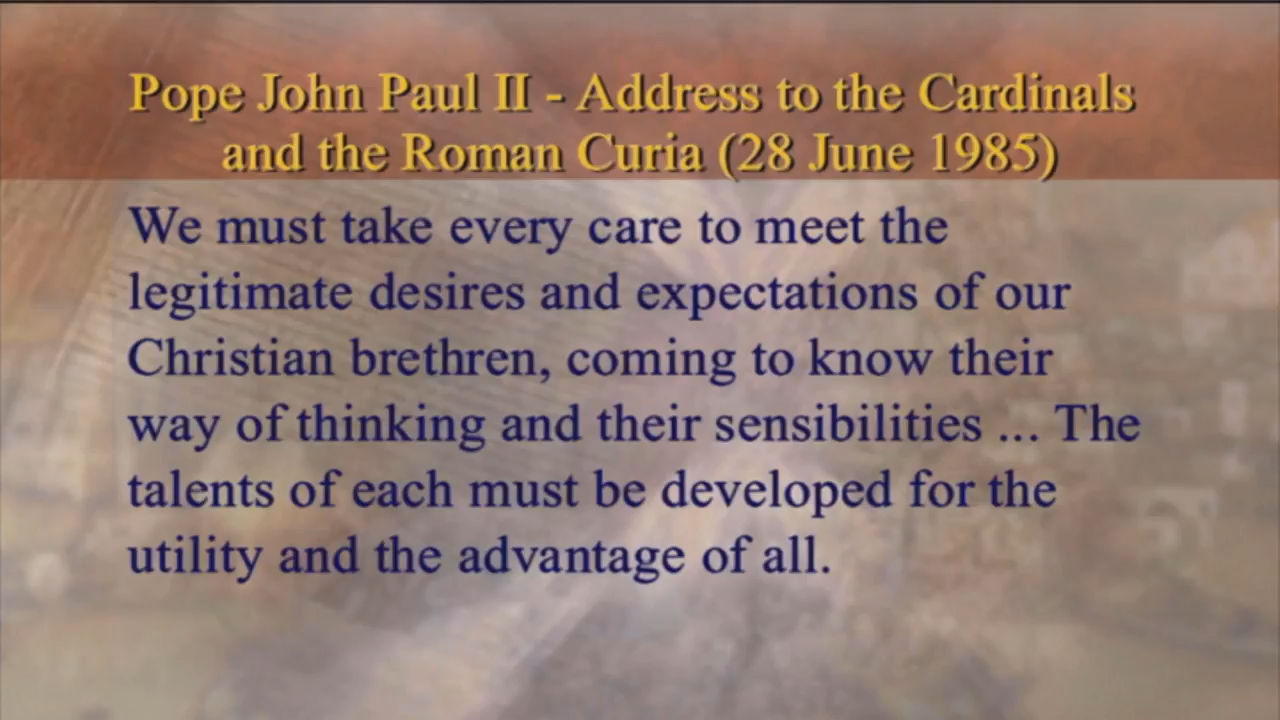 Pope John Paul II - Address to the Cardinals
and the Roman Curia (28 June 1985)
We must take every care to meet the
legitimate desires and expectations of our
Christian brethren, coming to know their
way of thinking and their sensibilities ... The
talents of each must be developed for the
utility and the advantage of all.